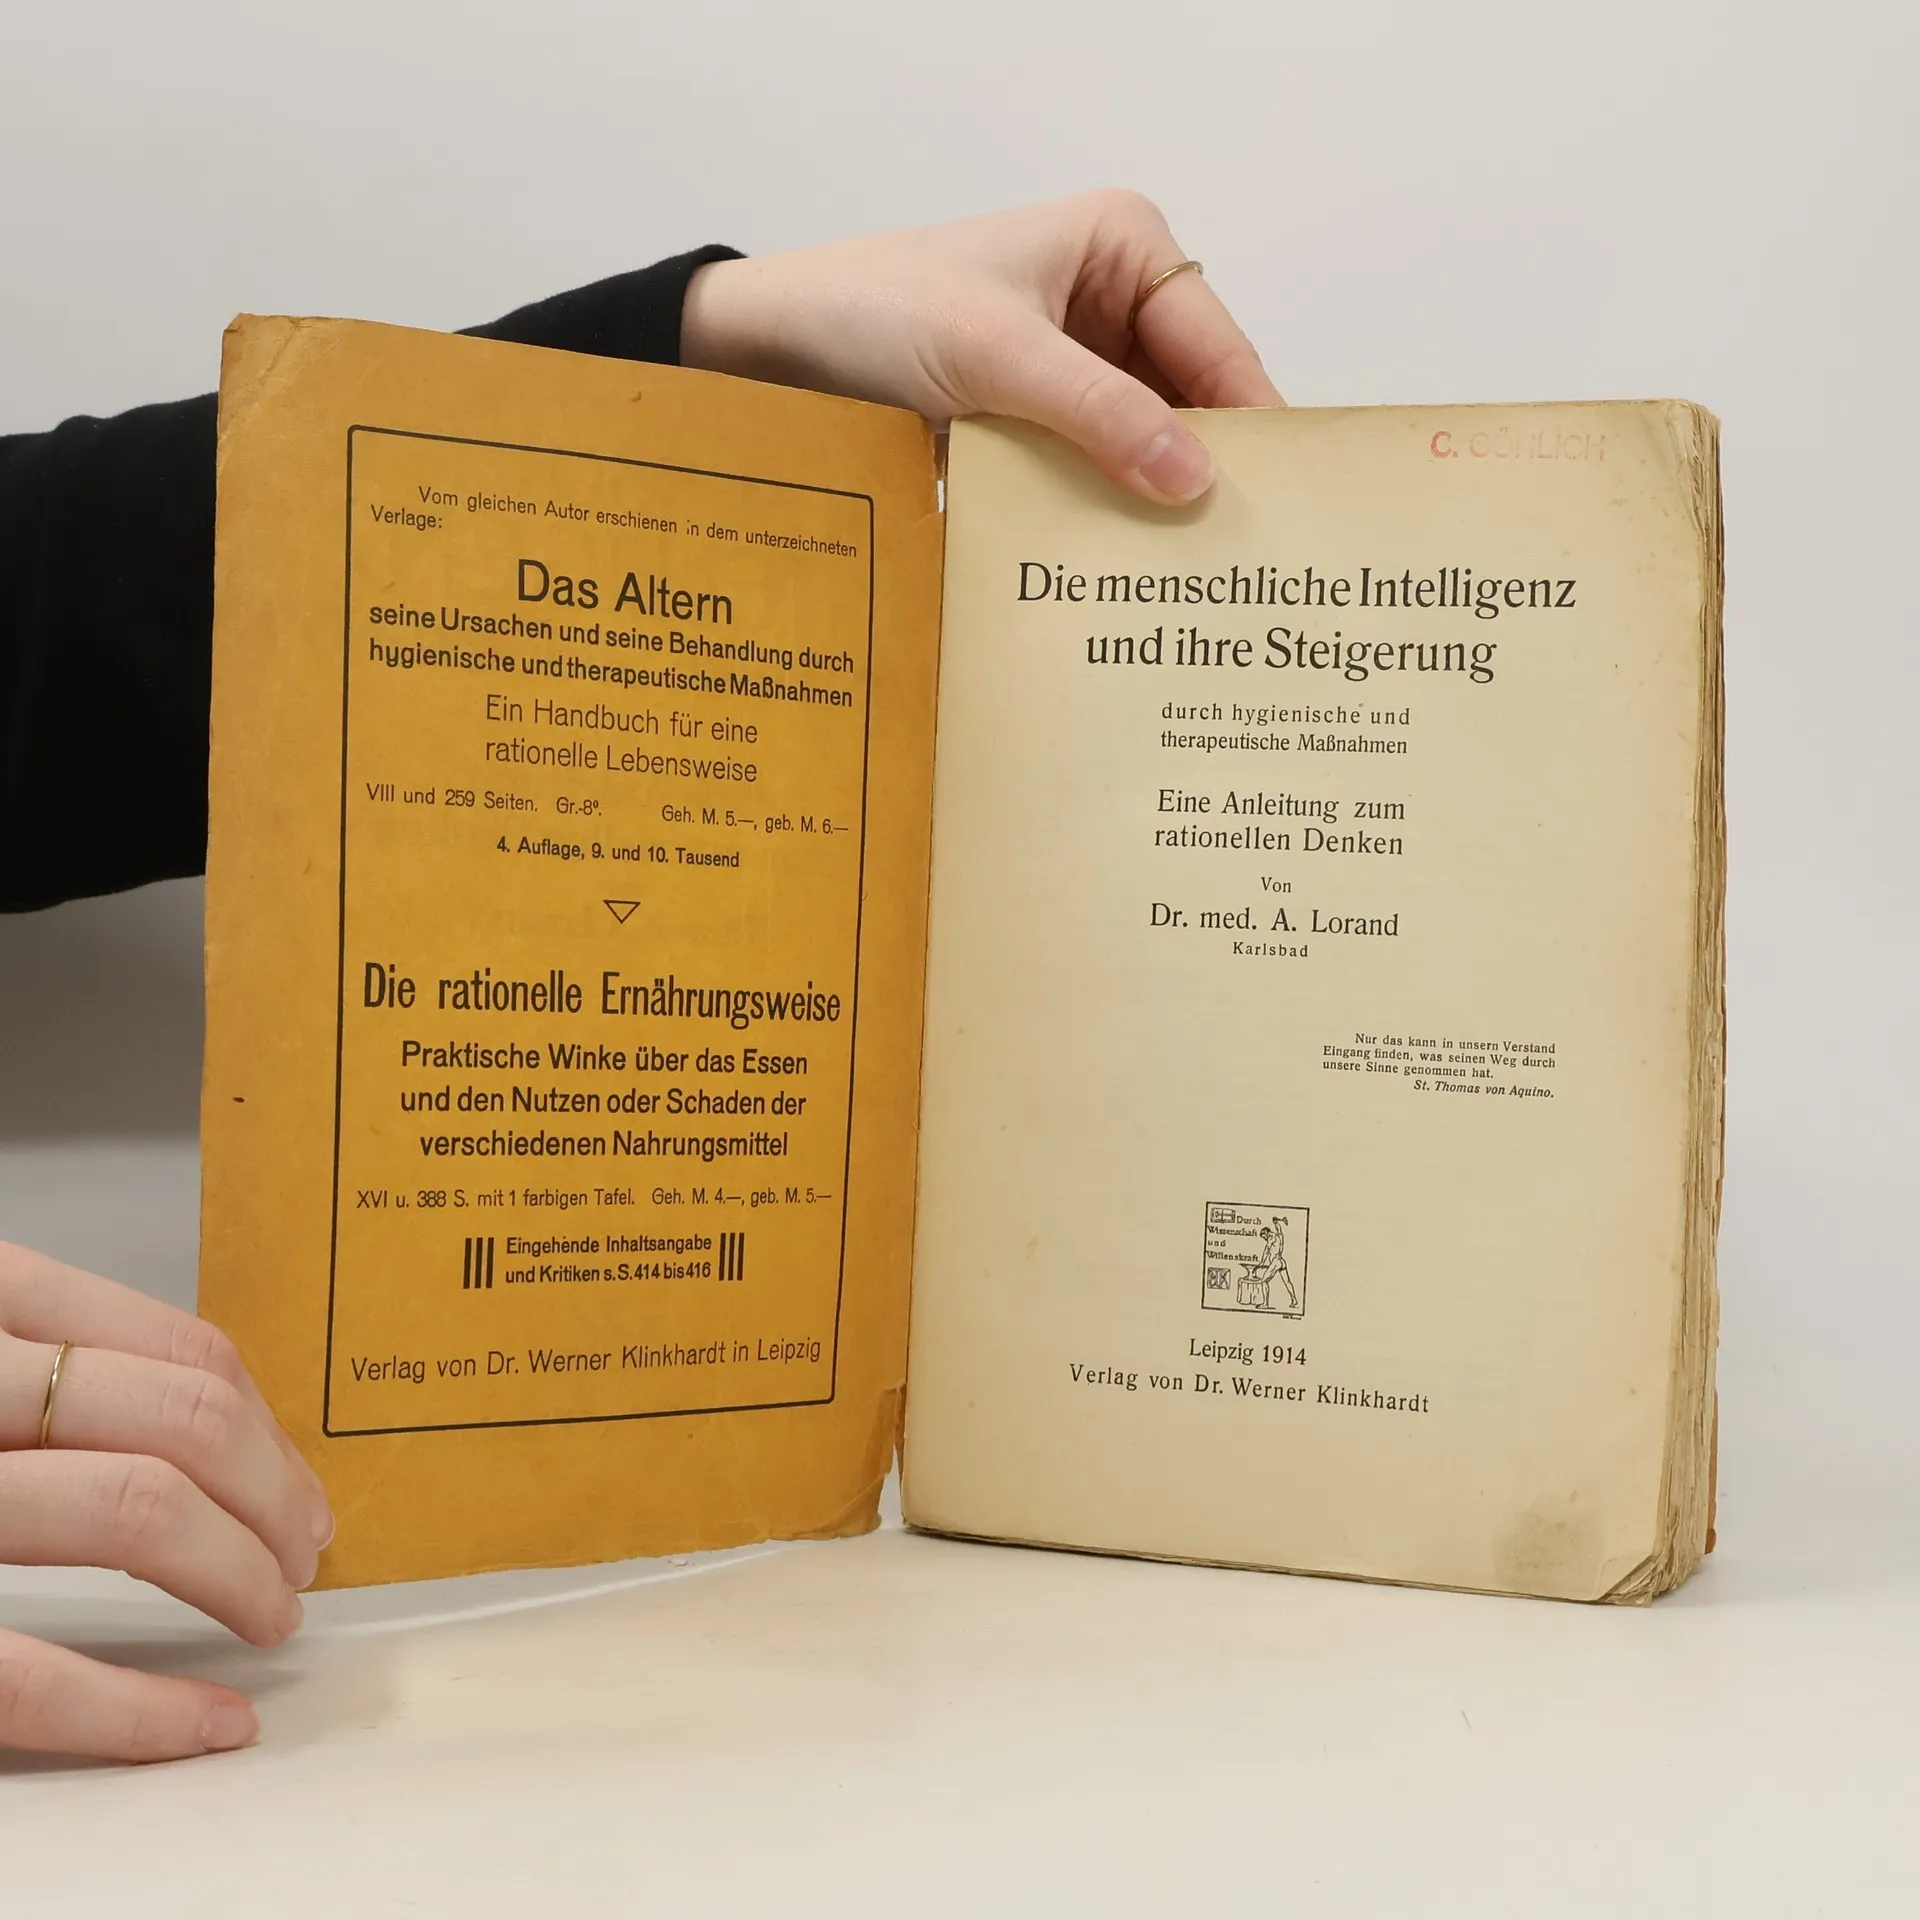 Vom gleichen Autor erschienen in dem unterzeichneten
Verlage:
Das Altern
seine Ursachen und seine Behandlung durch
hygienische und therapeutische Maßnahmen
Ein Handbuch für eine
rationelle Lebensweise
VIII und 259 Seiten. Gr.-8º. Geh. M. 5.—, geb. M. 6.—
4. Auflage, 9. und 10. Tausend
Die rationelle Ernährungsweise
Praktische Winke über das Essen
und den Nutzen oder Schaden der
verschiedenen Nahrungsmittel
XVI u. 388 S. mit 1 farbigen Tafel. Geh. M. 4.—, geb. M. 5.—
Eingehende Inhaltsangabe
und Kritiken s. S. 414 bis 416
Verlag von Dr. Werner Klinkhardt in Leipzig
C. GÖHLICH
Die menschliche Intelligenz
und ihre Steigerung
durch hygienische und
therapeutische Maßnahmen
Eine Anleitung zum
rationellen Denken
Von
Dr. med. A. Lorand
Karlsbad
Nur das kann in unsern Verstand
Eingang finden, was seinen Weg durch
unsere Sinne genommen hat.
St. Thomas von Aquino.
Durch
Wissenschaft
und
Willenskraft
Leipzig 1914
Verlag von Dr. Werner Klinkhardt